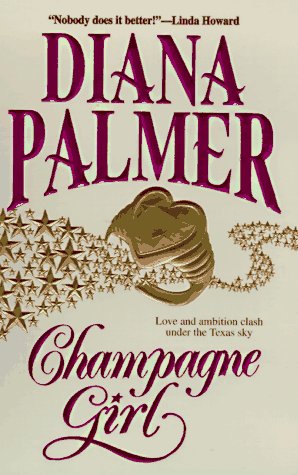 "Nobody does it better!"—Linda Howard
DIANA
PALMER
Love and ambition clash
under the Texas sky
Champagne
Girl